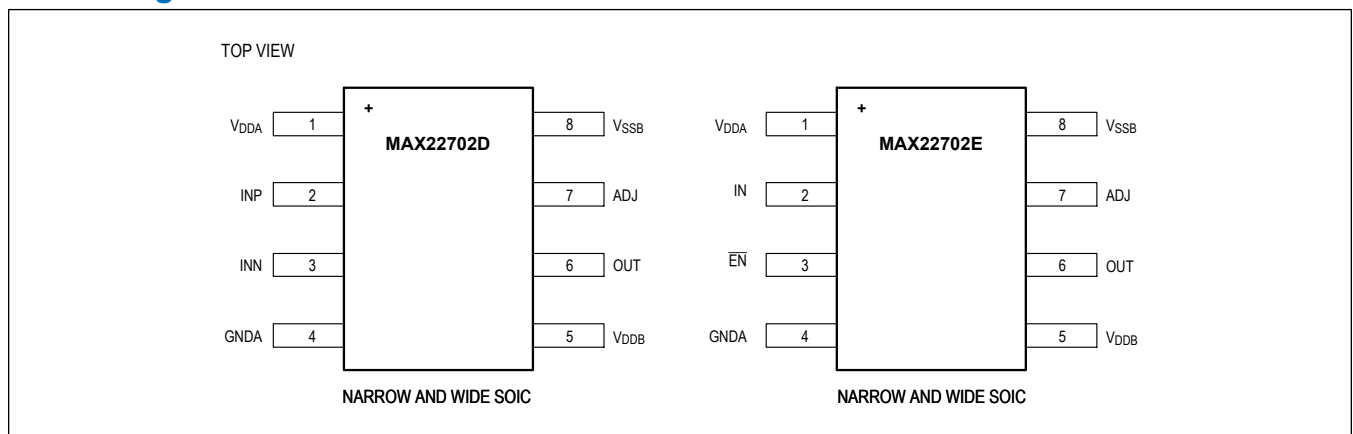 TOP VIEW
+
MAX22702D
VDDA 1
8 VSSB
INP 2
7 ADJ
INN 3
6 OUT
GNDA 4
5 VDDB
NARROW AND WIDE SOIC
+
MAX22702E
VDDA 1
8 VSSB
IN 2
7 ADJ
E̅N̅ 3
6 OUT
GNDA 4
5 VDDB
NARROW AND WIDE SOIC